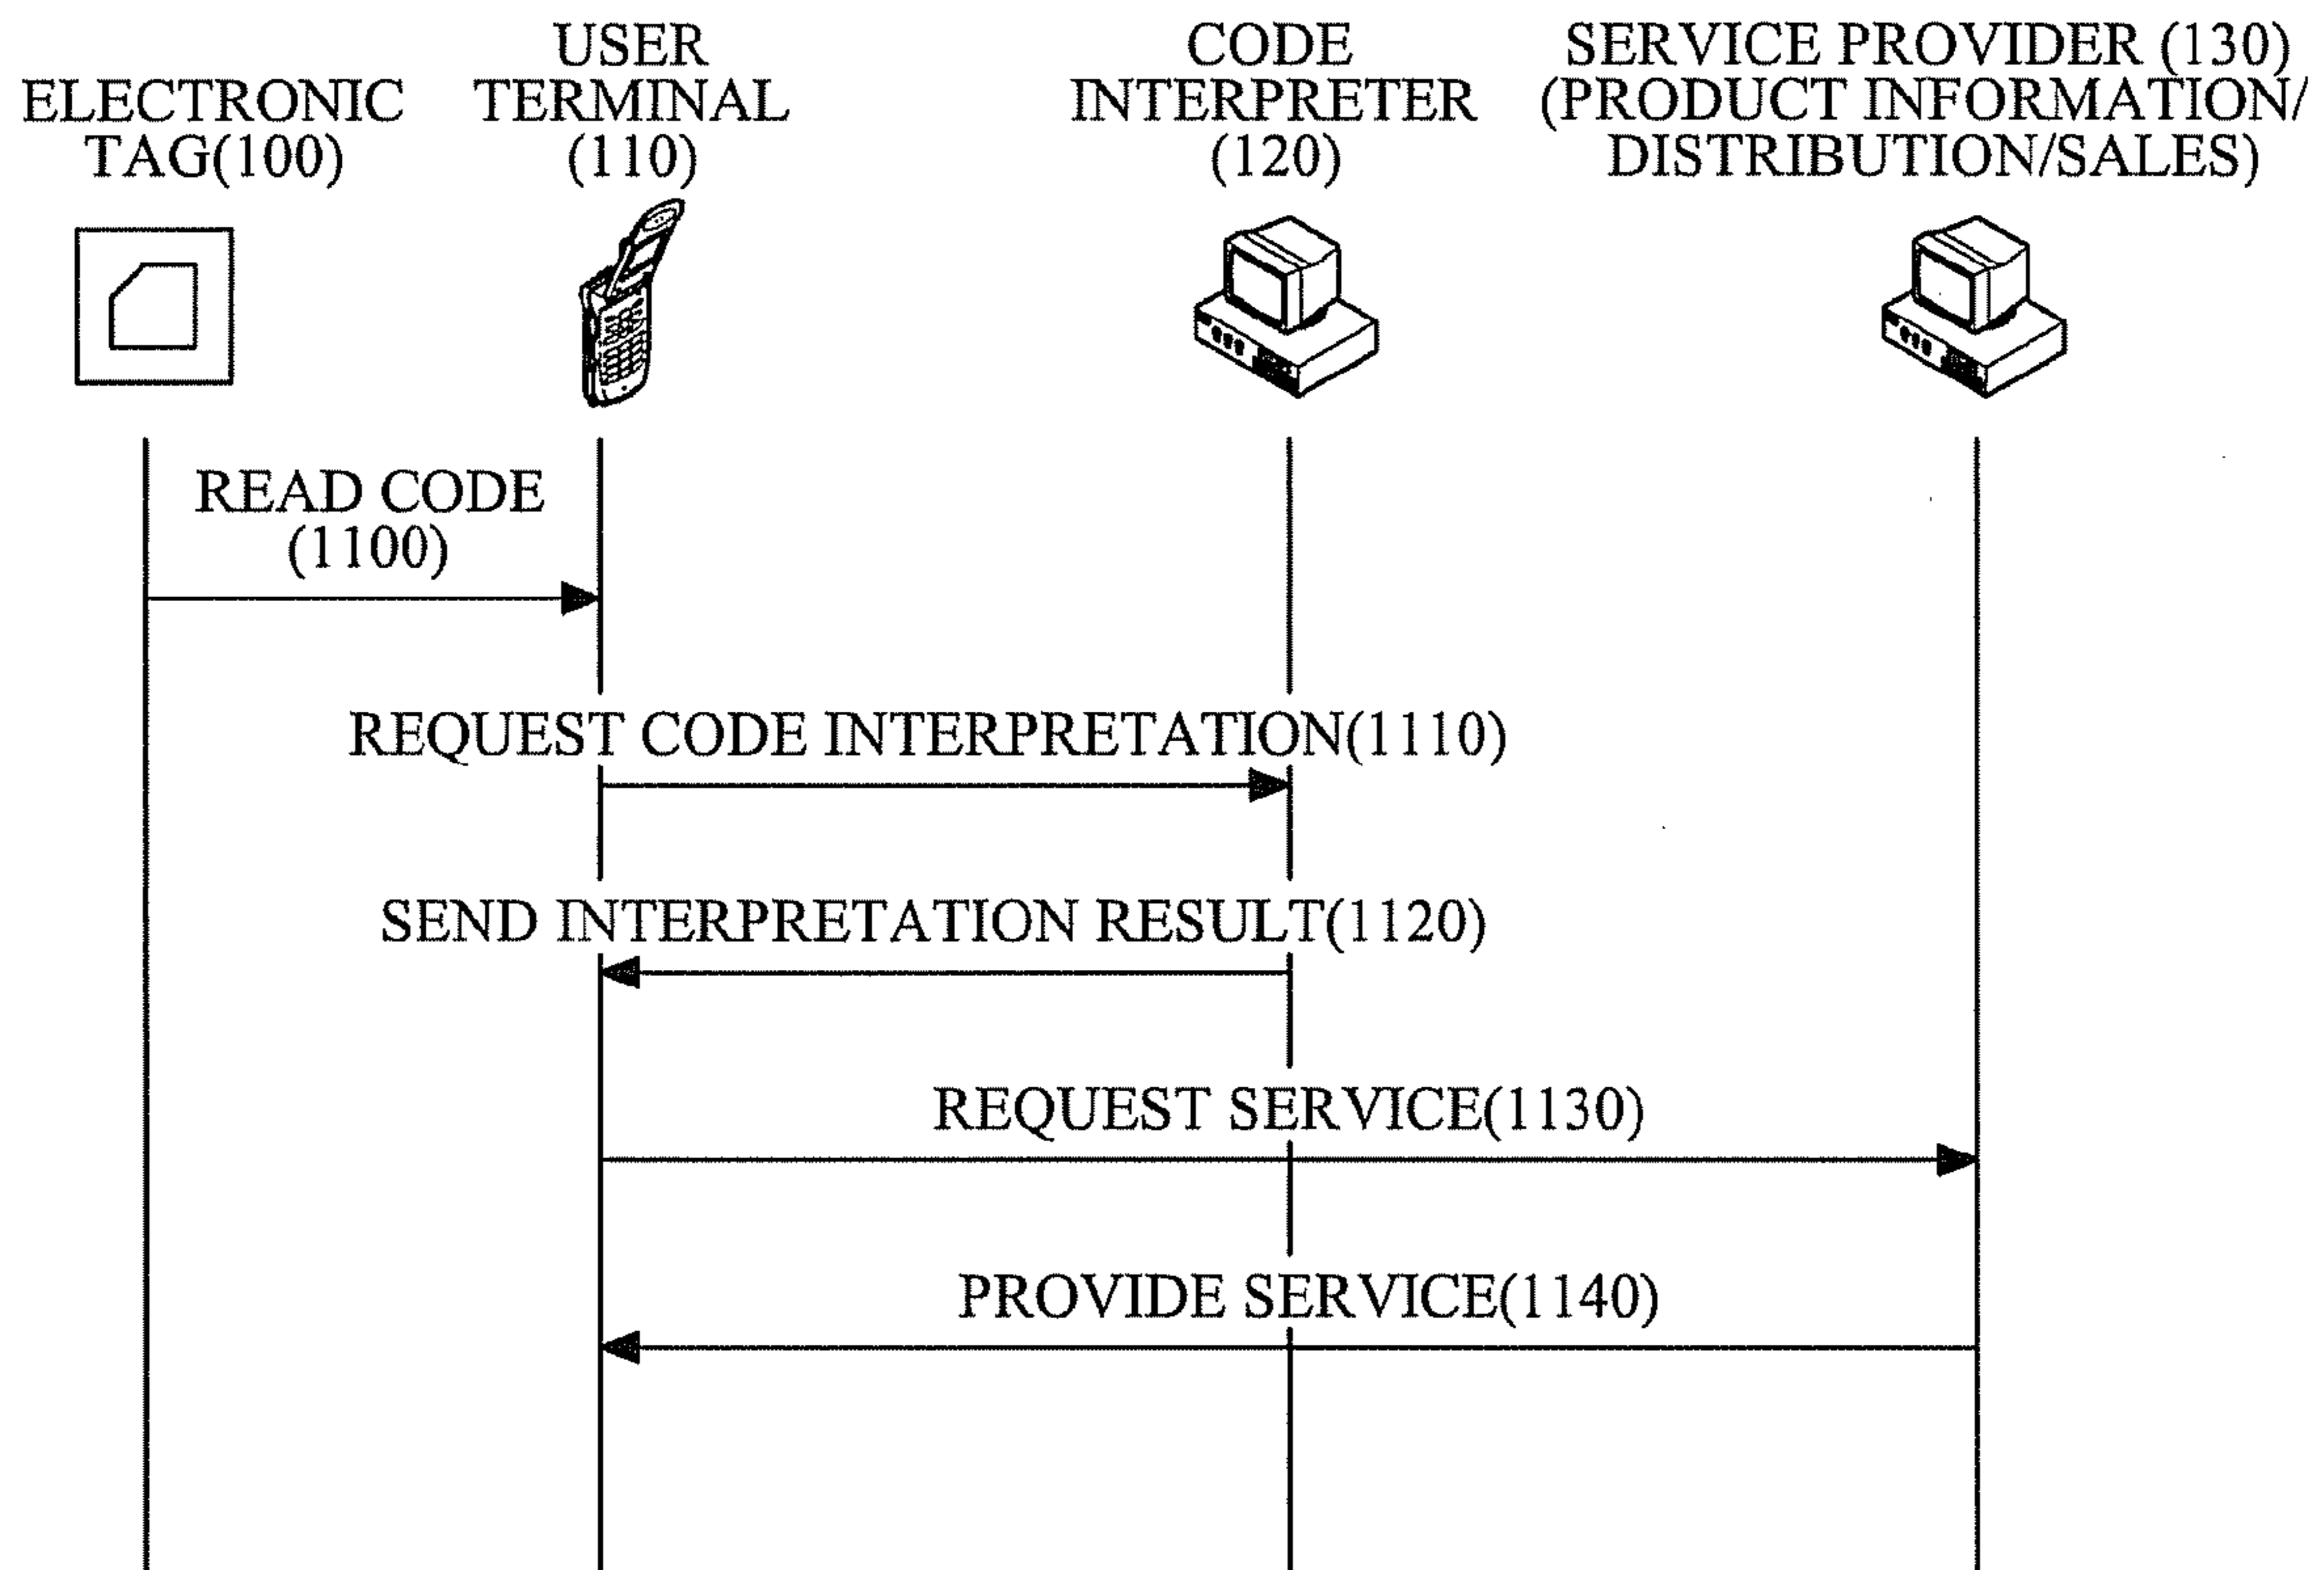 ELECTRONIC
TAG(100)
USER
TERMINAL
(110)
CODE
INTERPRETER
(120)
SERVICE PROVIDER (130)
(PRODUCT INFORMATION/
DISTRIBUTION/SALES)
READ CODE
(1100)
REQUEST CODE INTERPRETATION(1110)
SEND INTERPRETATION RESULT(1120)
REQUEST SERVICE(1130)
PROVIDE SERVICE(1140)